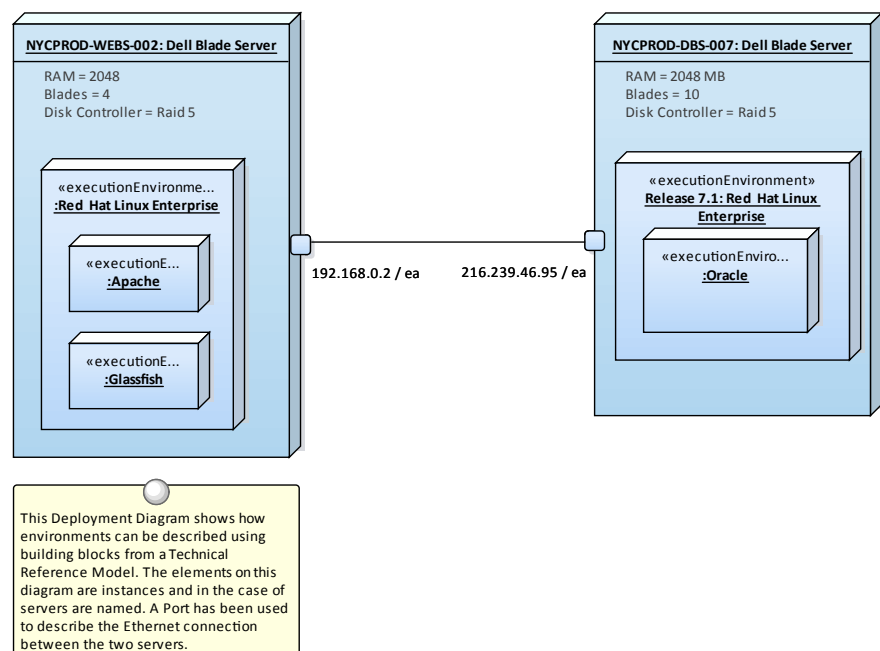 NYCPROD-WEBS-002: Dell Blade Server
RAM = 2048
Blades = 4
Disk Controller = Raid 5
«executionEnvironme...
:Red Hat Linux Enterprise
«executionE...
:Apache
«executionE...
:Glassfish
192.168.0.2 / ea
216.239.46.95 / ea
NYCPROD-DBS-007: Dell Blade Server
RAM = 2048 MB
Blades = 10
Disk Controller = Raid 5
«executionEnvironment»
Release 7.1: Red Hat Linux
Enterprise
«executionEnviro...
:Oracle
This Deployment Diagram shows how
environments can be described using
building blocks from a Technical
Reference Model. The elements on this
diagram are instances and in the case of
servers are named. A Port has been used
to describe the Ethernet connection
between the two servers.